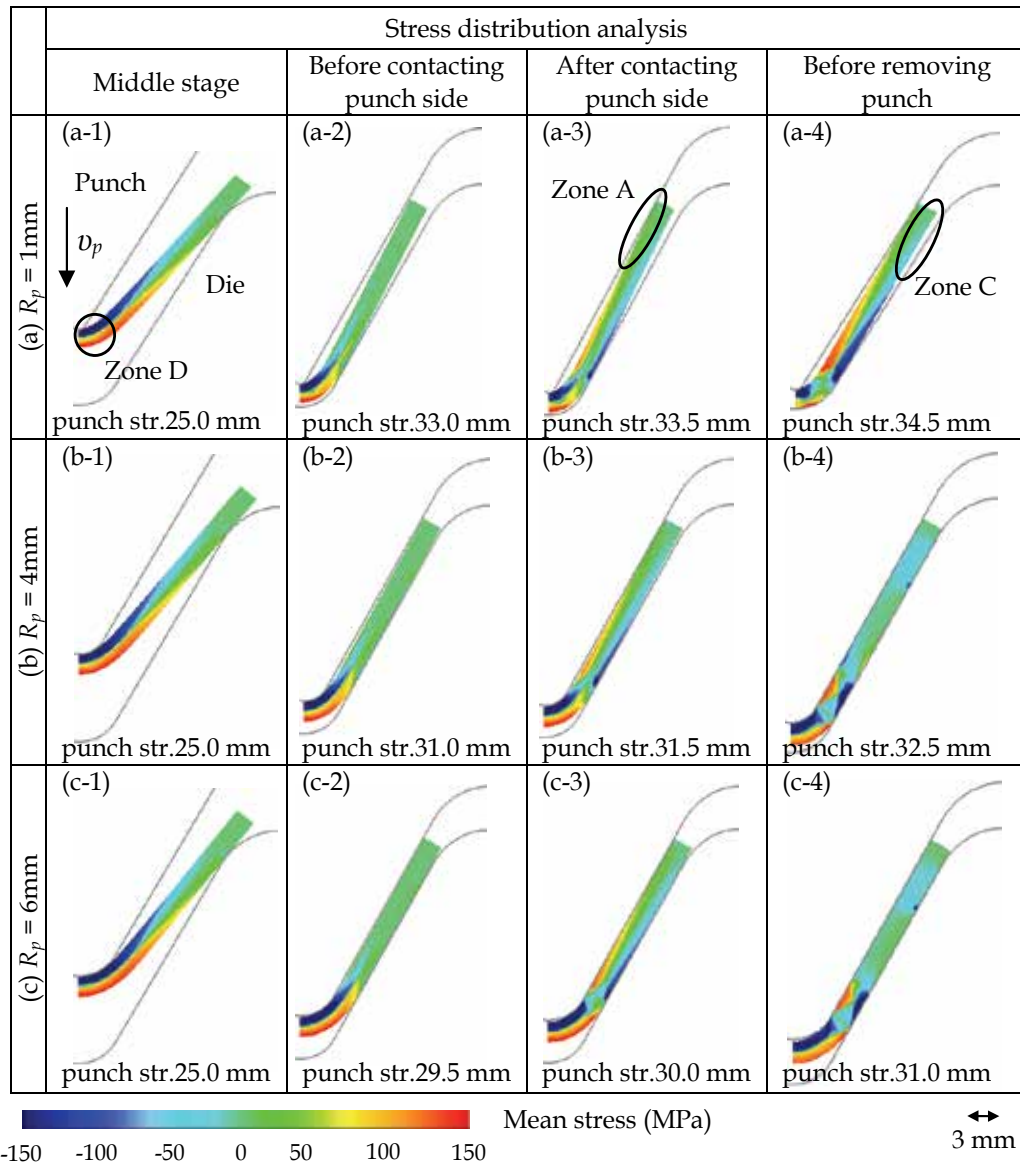 Stress distribution analysis
Middle stage
Before contacting
punch side
After contacting
punch side
Before removing
punch
(a) Rp = 1mm
(a-1)
Punch
υp
Die
Zone D
punch str.25.0 mm
(a-2)
punch str.33.0 mm
(a-3)
Zone A
punch str.33.5 mm
(a-4)
Zone C
punch str.34.5 mm
(b) Rp = 4mm
(b-1)
punch str.25.0 mm
(b-2)
punch str.31.0 mm
(b-3)
punch str.31.5 mm
(b-4)
punch str.32.5 mm
(c) Rp = 6mm
(c-1)
punch str.25.0 mm
(c-2)
punch str.29.5 mm
(c-3)
punch str.30.0 mm
(c-4)
punch str.31.0 mm
Mean stress (MPa)
-150 -100 -50 0 50 100 150
3 mm